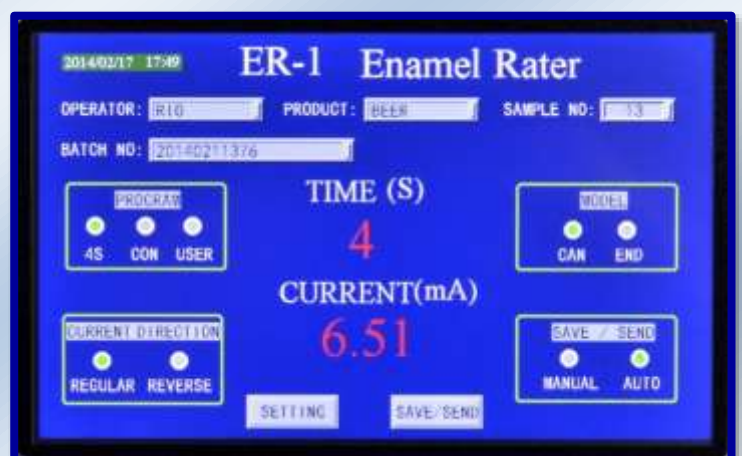 2014/02/17 17:49
ER-1 Enamel Rater
OPERATOR: RIO PRODUCT: BEER SAMPLE NO: 13
BATCH NO: 20140211376
PROGRAM
4S CON USER
TIME (S)
4
MODEL
CAN END
CURRENT(mA)
6.51
CURRENT DIRECTION
REGULAR REVERSE
SAVE / SEND
MANUAL AUTO
SETTING
SAVE/SEND